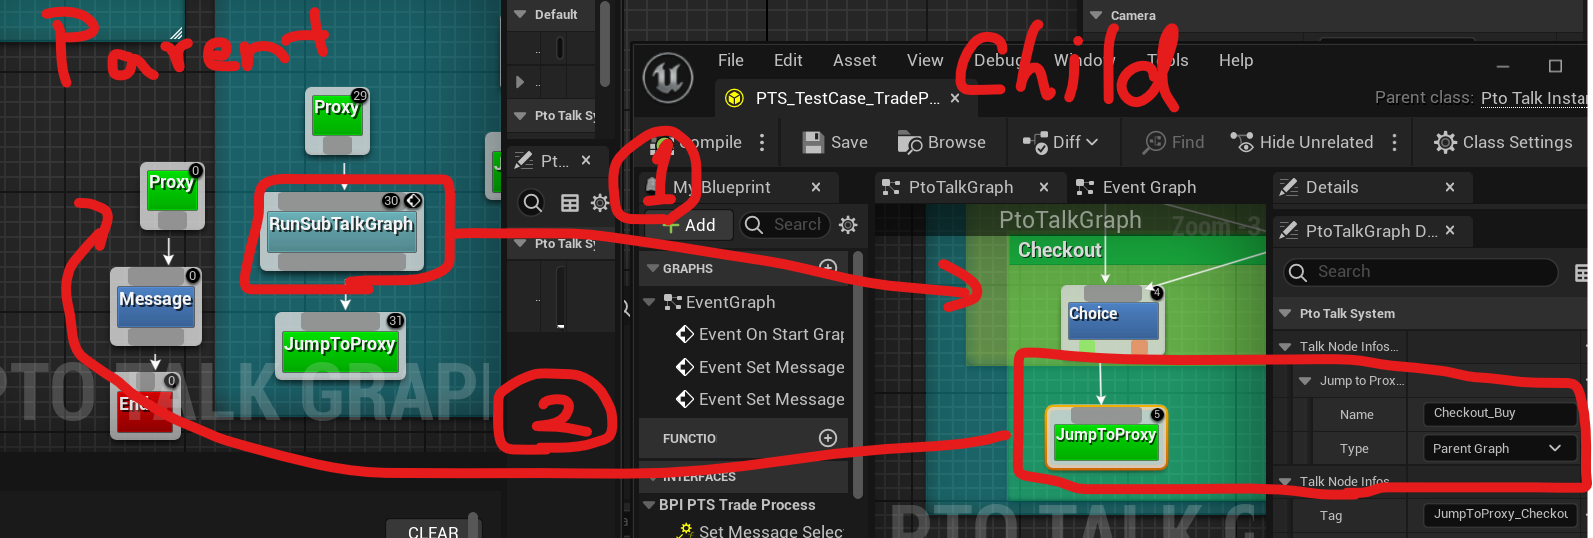 Parent
Proxy
29
Proxy
0
RunSubTalkGraph
30
Message
0
JumpToProxy
31
End
0
PTO TALK GRAPH
CLEAR
Default
..
..
Pto Talk Sy
Pt...
Pto Talk Sy
..
1
2
Camera
Child
File Edit Asset View Debug Window Tools Help
PTS_TestCase_TradeP...
Parent class: Pto Talk Instar
Compile Save Browse Diff Find Hide Unrelated Class Settings
My Blueprint
PtoTalkGraph
Event Graph
Details
Add
Search
PtoTalkGraph
Zoom -3
PtoTalkGraph D...
Checkout
Search
GRAPHS
EventGraph
Event On Start Grap
Event Set Message
Event Set Message
FUNCTIO
INTERFACES
BPI PTS Trade Process
Set Message Selec
Choice
4
JumpToProxy
5
PTO TALK G
Pto Talk System
Talk Node Infos...
Jump to Prox...
Name Checkout_Buy
Type Parent Graph
Talk Node Infos
Tag JumpToProxy_Checkou